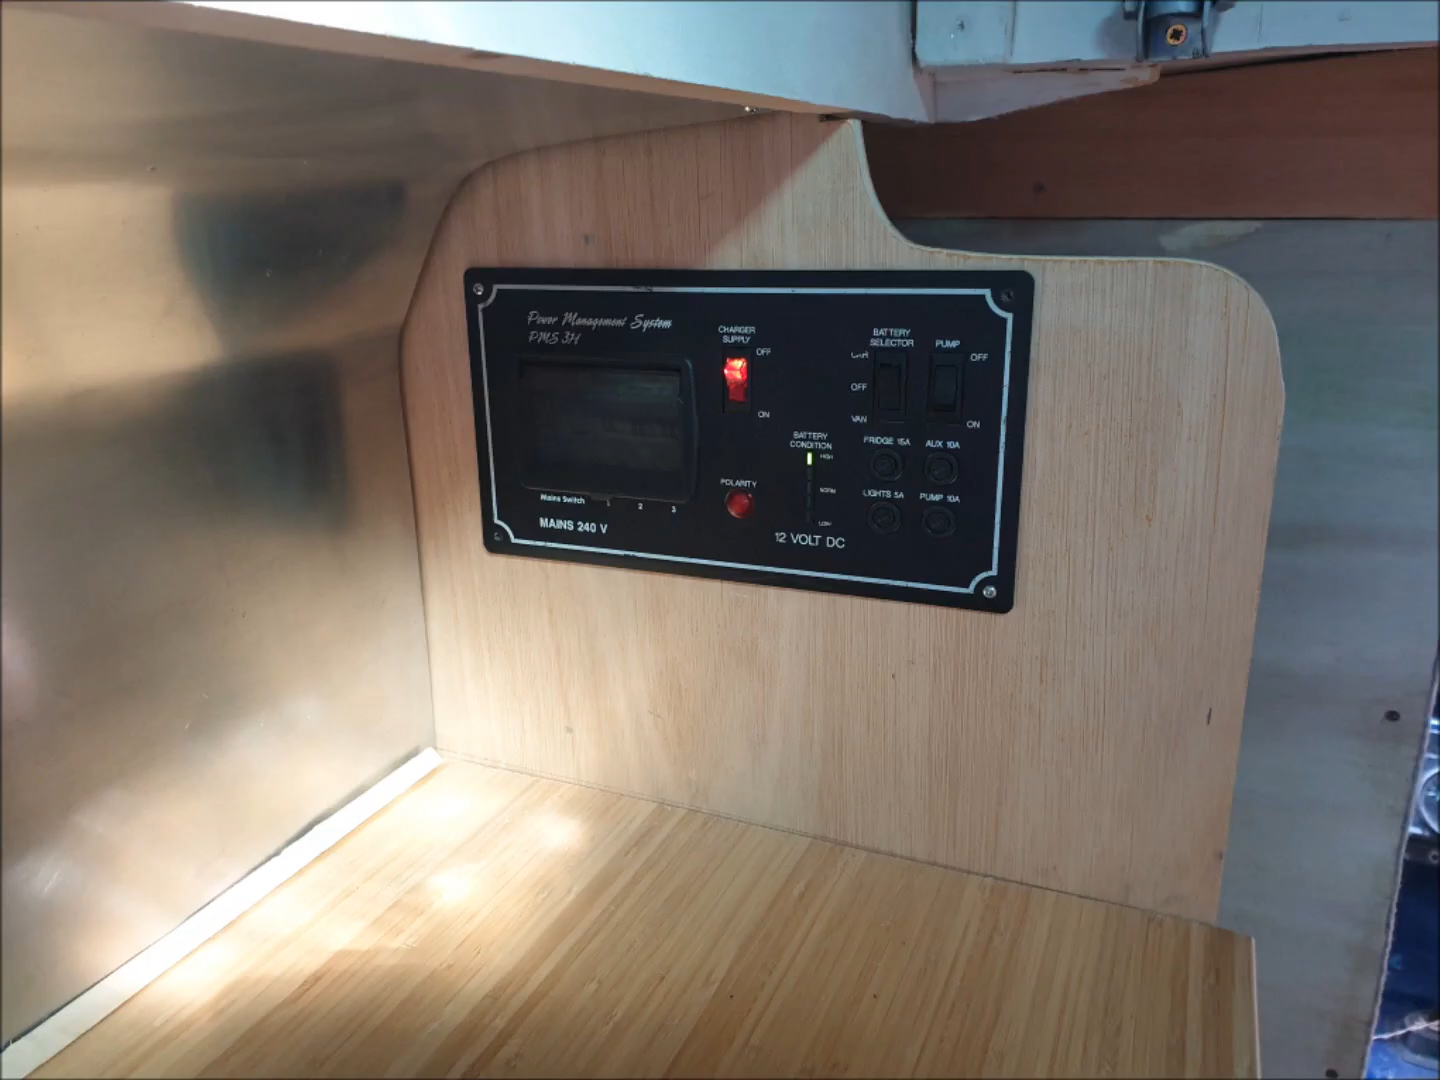 Power Management System
PMS 3H
CHARGER
SUPPLY
OFF
ON
BATTERY
SELECTOR
CAR
OFF
VAN
PUMP
OFF
ON
BATTERY
CONDITION
HIGH
NORM
LOW
FRIDGE 15A
AUX 10A
LIGHTS 5A
PUMP 10A
POLARITY
Mains Switch
1 2 3
MAINS 240 V
12 VOLT DC